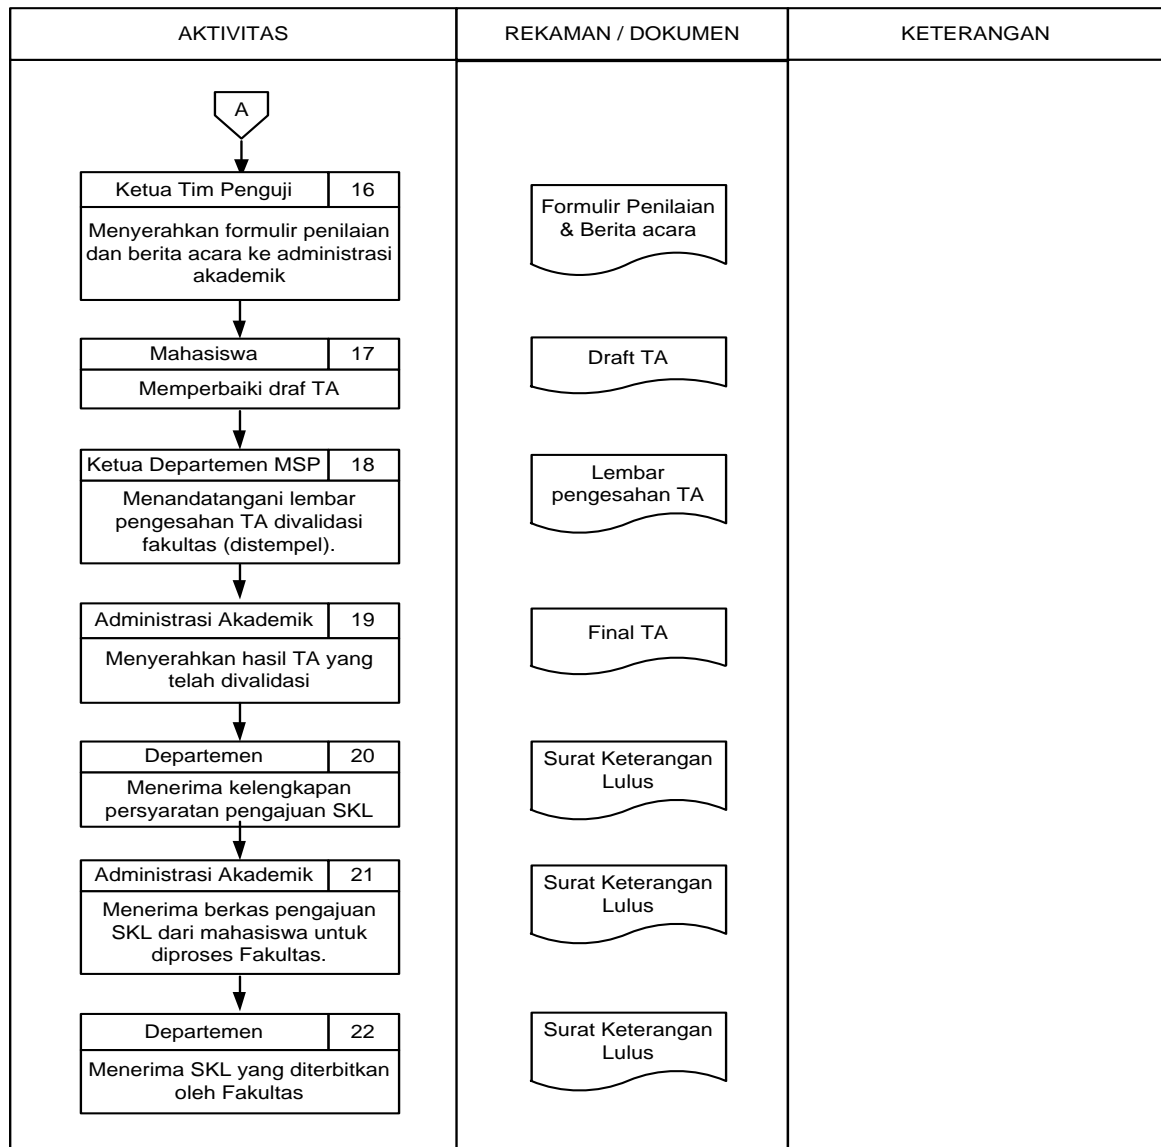 AKTIVITAS
REKAMAN / DOKUMEN
KETERANGAN
A
Ketua Tim Penguji
16
Menyerahkan formulir penilaian
dan berita acara ke administrasi
akademik
Formulir Penilaian
& Berita acara
Mahasiswa
17
Memperbaiki draf TA
Draft TA
Ketua Departemen MSP
18
Menandatangani lembar
pengesahan TA divalidasi
fakultas (distempel).
Lembar
pengesahan TA
Administrasi Akademik
19
Menyerahkan hasil TA yang
telah divalidasi
Final TA
Departemen
20
Menerima kelengkapan
persyaratan pengajuan SKL
Surat Keterangan
Lulus
Administrasi Akademik
21
Menerima berkas pengajuan
SKL dari mahasiswa untuk
diproses Fakultas.
Surat Keterangan
Lulus
Departemen
22
Menerima SKL yang diterbitkan
oleh Fakultas
Surat Keterangan
Lulus